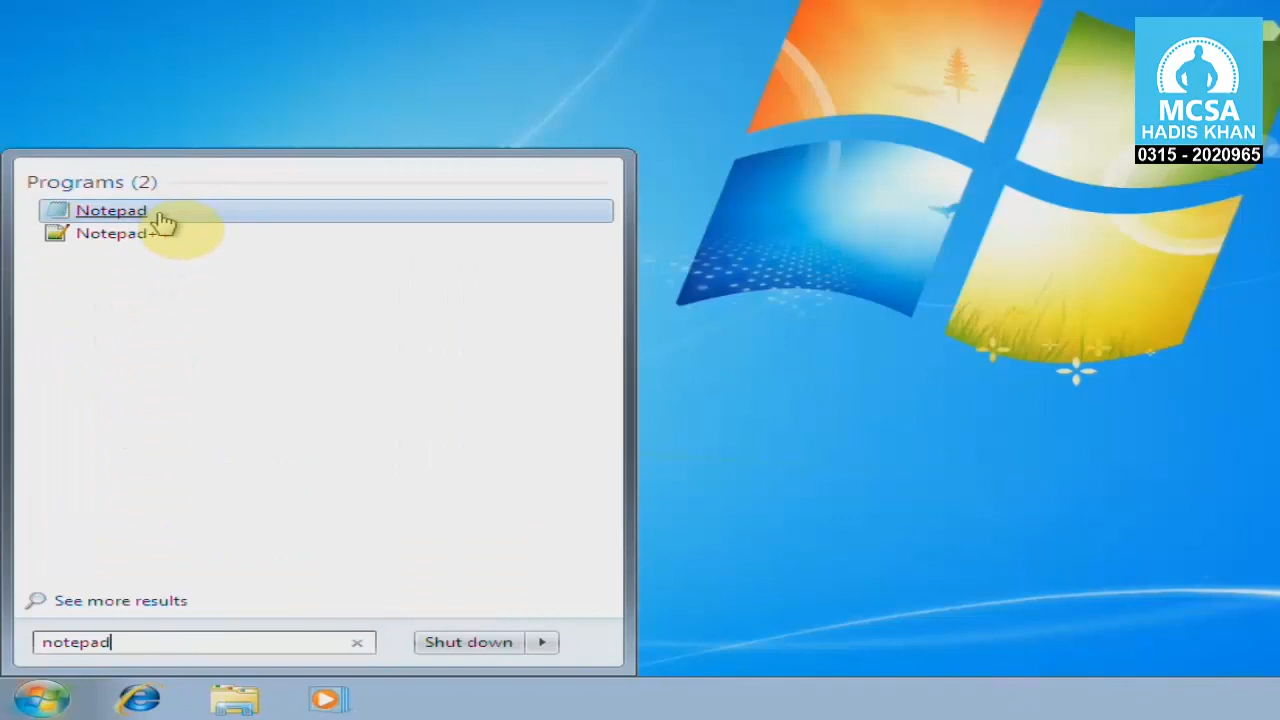 MCSA
HADIS KHAN
0315 - 2020965
Programs (2)
Notepad
Notepad+
See more results
notepad
Shut down